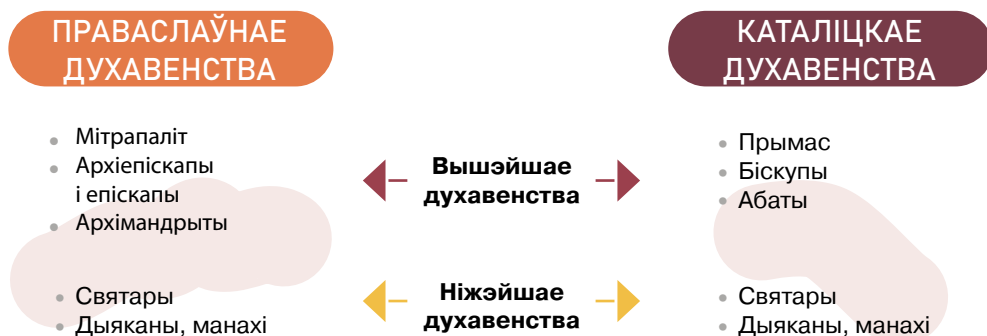 ПРАВАСЛАЎНАЕ
ДУХАВЕНСТВА
КАТАЛІЦКАЕ
ДУХАВЕНСТВА
Мітрапаліт
Архіепіскапы
і епіскапы
Архімандрыты
Вышэйшае
духавенства
Прымас
Біскупы
Абаты
Святары
Дыяканы, манахі
Ніжэйшае
духавенства
Святары
Дыяканы, манахі